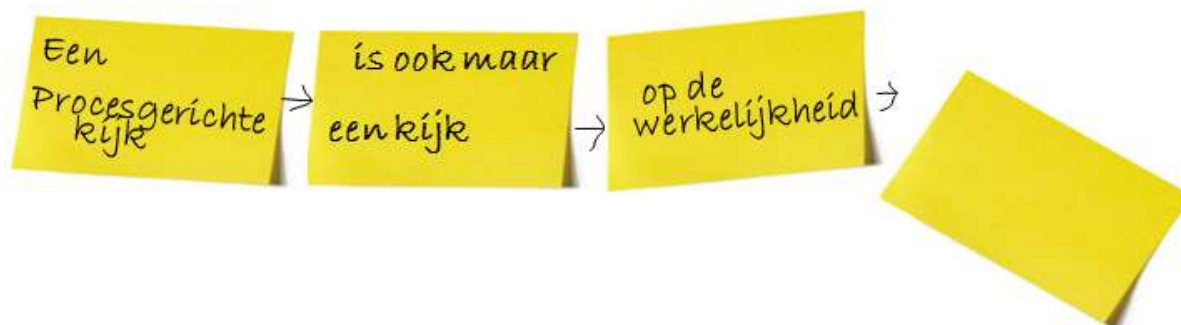 Een
Procesgerichte
kijk
is ook maar
een kijk
op de
werkelijkheid